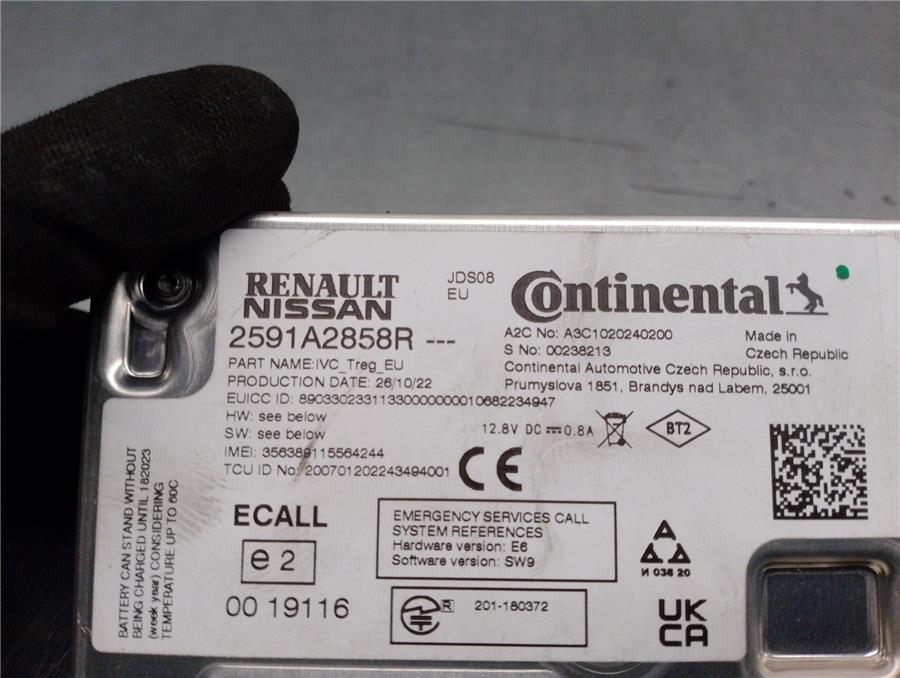 RENAULT
NISSAN
JDS08
EU
Continental
2591A2858R ---
A2C No: A3C1020240200
S No: 00238213
Made in
Czech Republic
Continental Automotive Czech Republic, s.r.o.
Prumyslova 1851, Brandys nad Labem, 25001
PART NAME:IVC_Treg_EU
PRODUCTION DATE: 26/10/22
EUICC ID: 89033023311330000000010682234947
HW: see below
SW: see below
IMEI: 356389115564244
TCU ID No: 200701202243494001
12.8V DC 0.8A
BT2
CE
BATTERY CAN STAND WITHOUT
BEING CHARGED UNTIL 182023
(week year) CONSIDERING
TEMPERATURE UP TO 60C
ECALL
e2
00 19116
EMERGENCY SERVICES CALL
SYSTEM REFERENCES
Hardware version: E6
Software version: SW9
R 201-180372
И 036 20
UK
CA